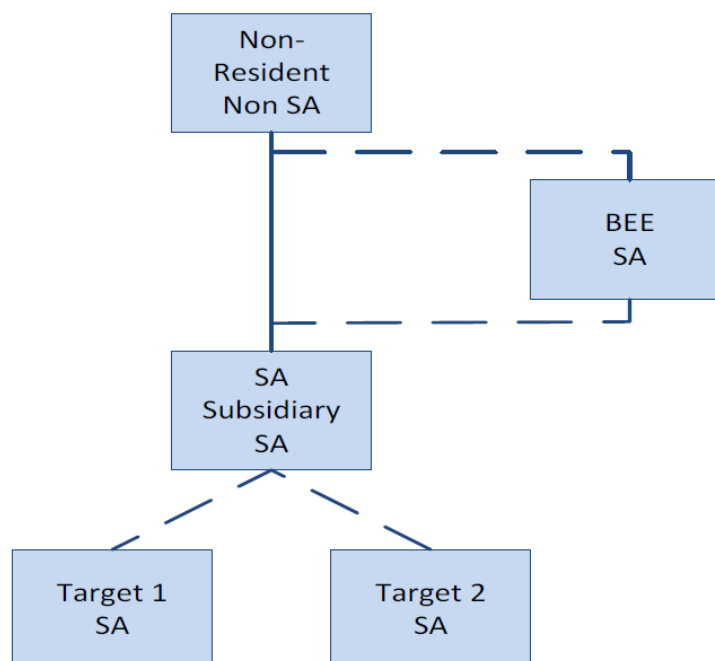 Non-
Resident
Non SA
BEE
SA
SA
Subsidiary
SA
Target 1
SA
Target 2
SA